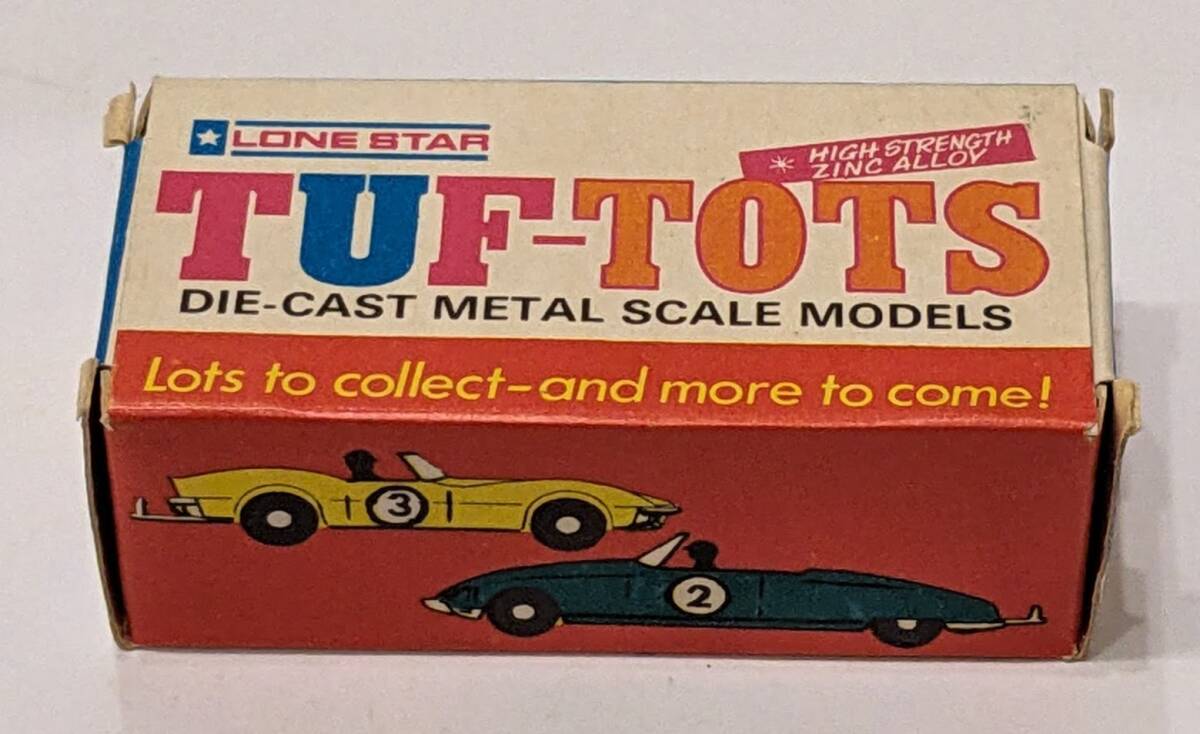 LONE STAR
HIGH STRENGTH
ZINC ALLOY
TUF-TOTS
DIE-CAST METAL SCALE MODELS
Lots to collect-and more to come!
3
2